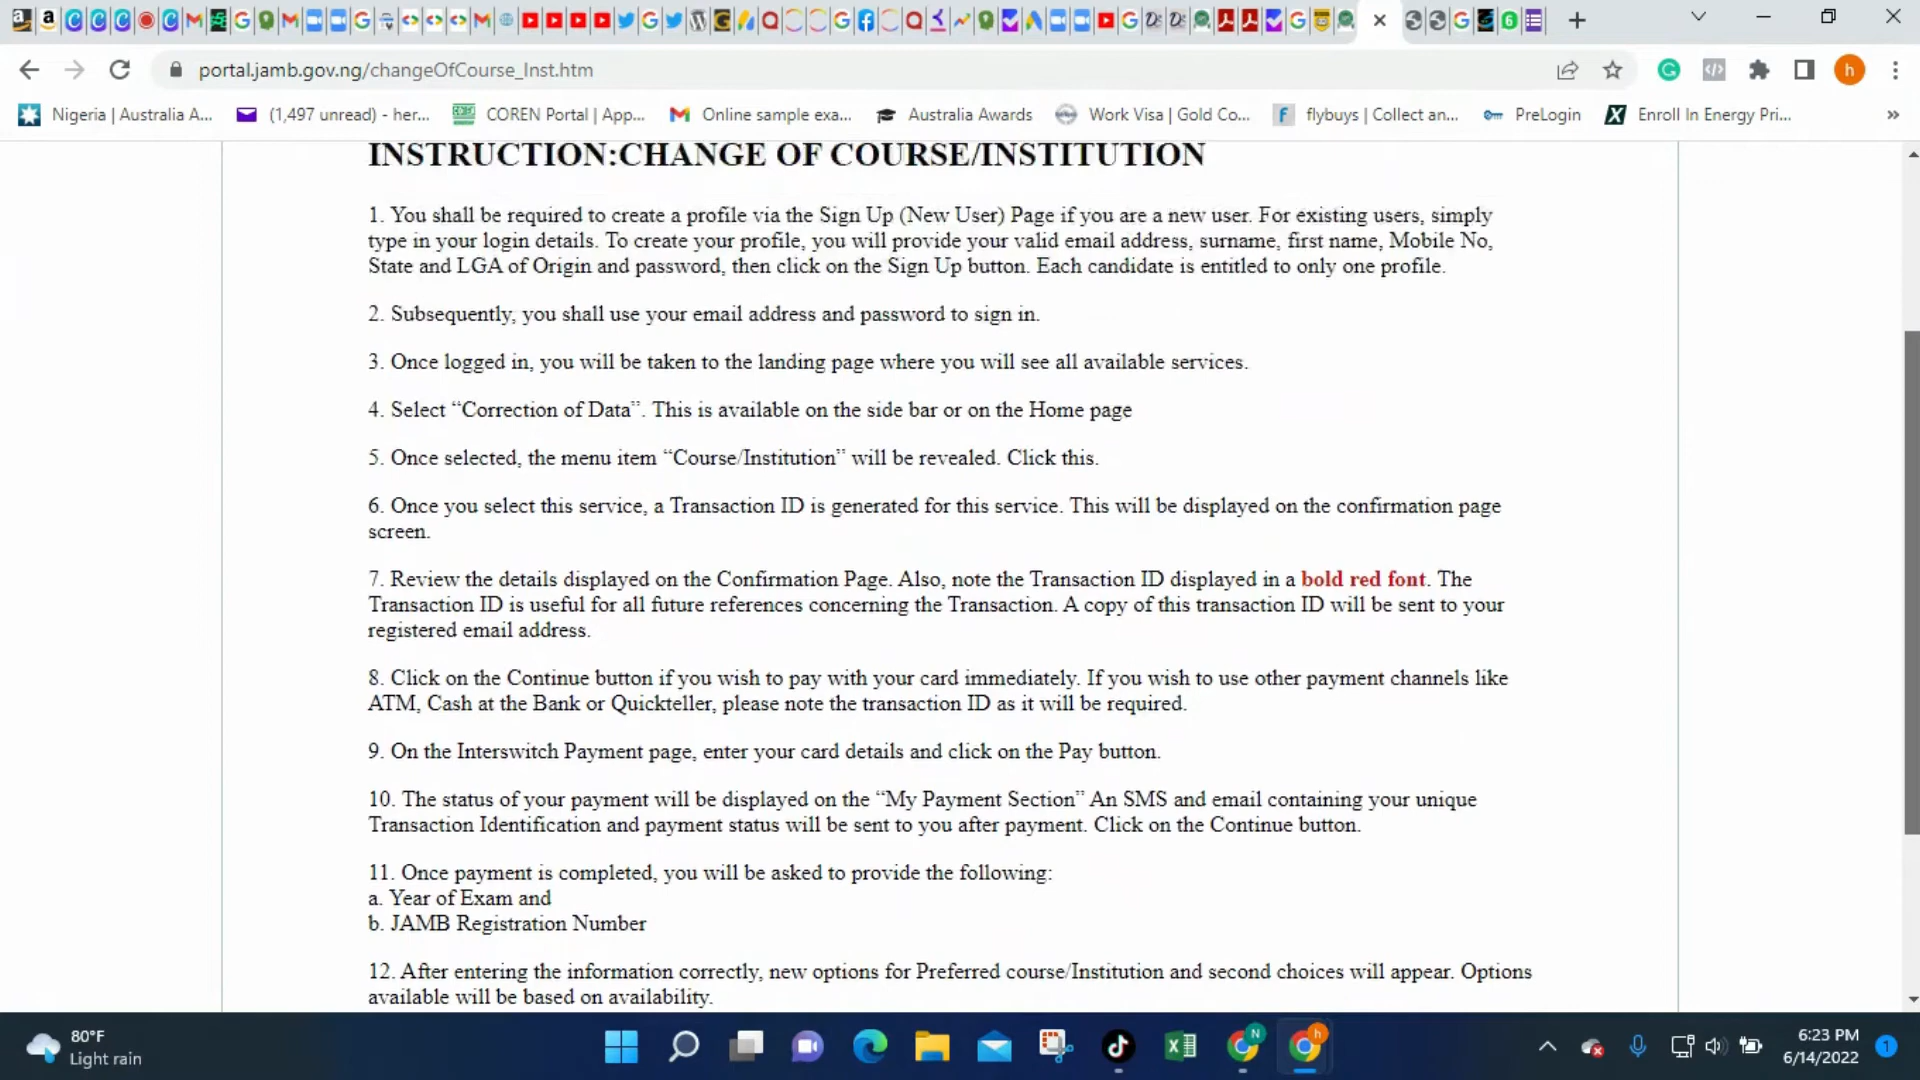 portal.jamb.gov.ng/changeOfCourse_Inst.htm
h
Nigeria | Australia A...
(1,497 unread) - her...
COREN Portal | App...
Online sample exa...
Australia Awards
Work Visa | Gold Co...
flybuys | Collect an...
PreLogin
Enroll In Energy Pri...
INSTRUCTION:CHANGE OF COURSE/INSTITUTION
1. You shall be required to create a profile via the Sign Up (New User) Page if you are a new user. For existing users, simply
type in your login details. To create your profile, you will provide your valid email address, surname, first name, Mobile No,
State and LGA of Origin and password, then click on the Sign Up button. Each candidate is entitled to only one profile.
2. Subsequently, you shall use your email address and password to sign in.
3. Once logged in, you will be taken to the landing page where you will see all available services.
4. Select “Correction of Data”. This is available on the side bar or on the Home page
5. Once selected, the menu item “Course/Institution” will be revealed. Click this.
6. Once you select this service, a Transaction ID is generated for this service. This will be displayed on the confirmation page
screen.
7. Review the details displayed on the Confirmation Page. Also, note the Transaction ID displayed in a bold red font. The
Transaction ID is useful for all future references concerning the Transaction. A copy of this transaction ID will be sent to your
registered email address.
8. Click on the Continue button if you wish to pay with your card immediately. If you wish to use other payment channels like
ATM, Cash at the Bank or Quickteller, please note the transaction ID as it will be required.
9. On the Interswitch Payment page, enter your card details and click on the Pay button.
10. The status of your payment will be displayed on the “My Payment Section” An SMS and email containing your unique
Transaction Identification and payment status will be sent to you after payment. Click on the Continue button.
11. Once payment is completed, you will be asked to provide the following:
a. Year of Exam and
b. JAMB Registration Number
12. After entering the information correctly, new options for Preferred course/Institution and second choices will appear. Options
available will be based on availability.
80°F
Light rain
N
h
6:23 PM
6/14/2022
1